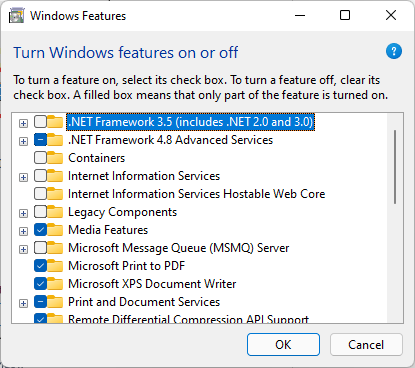 Windows Features
Turn Windows features on or off
To turn a feature on, select its check box. To turn a feature off, clear its
check box. A filled box means that only part of the feature is turned on.
.NET Framework 3.5 (includes .NET 2.0 and 3.0)
.NET Framework 4.8 Advanced Services
Containers
Internet Information Services
Internet Information Services Hostable Web Core
Legacy Components
Media Features
Microsoft Message Queue (MSMQ) Server
Microsoft Print to PDF
Microsoft XPS Document Writer
Print and Document Services
Remote Differential Compression API Support
OK
Cancel